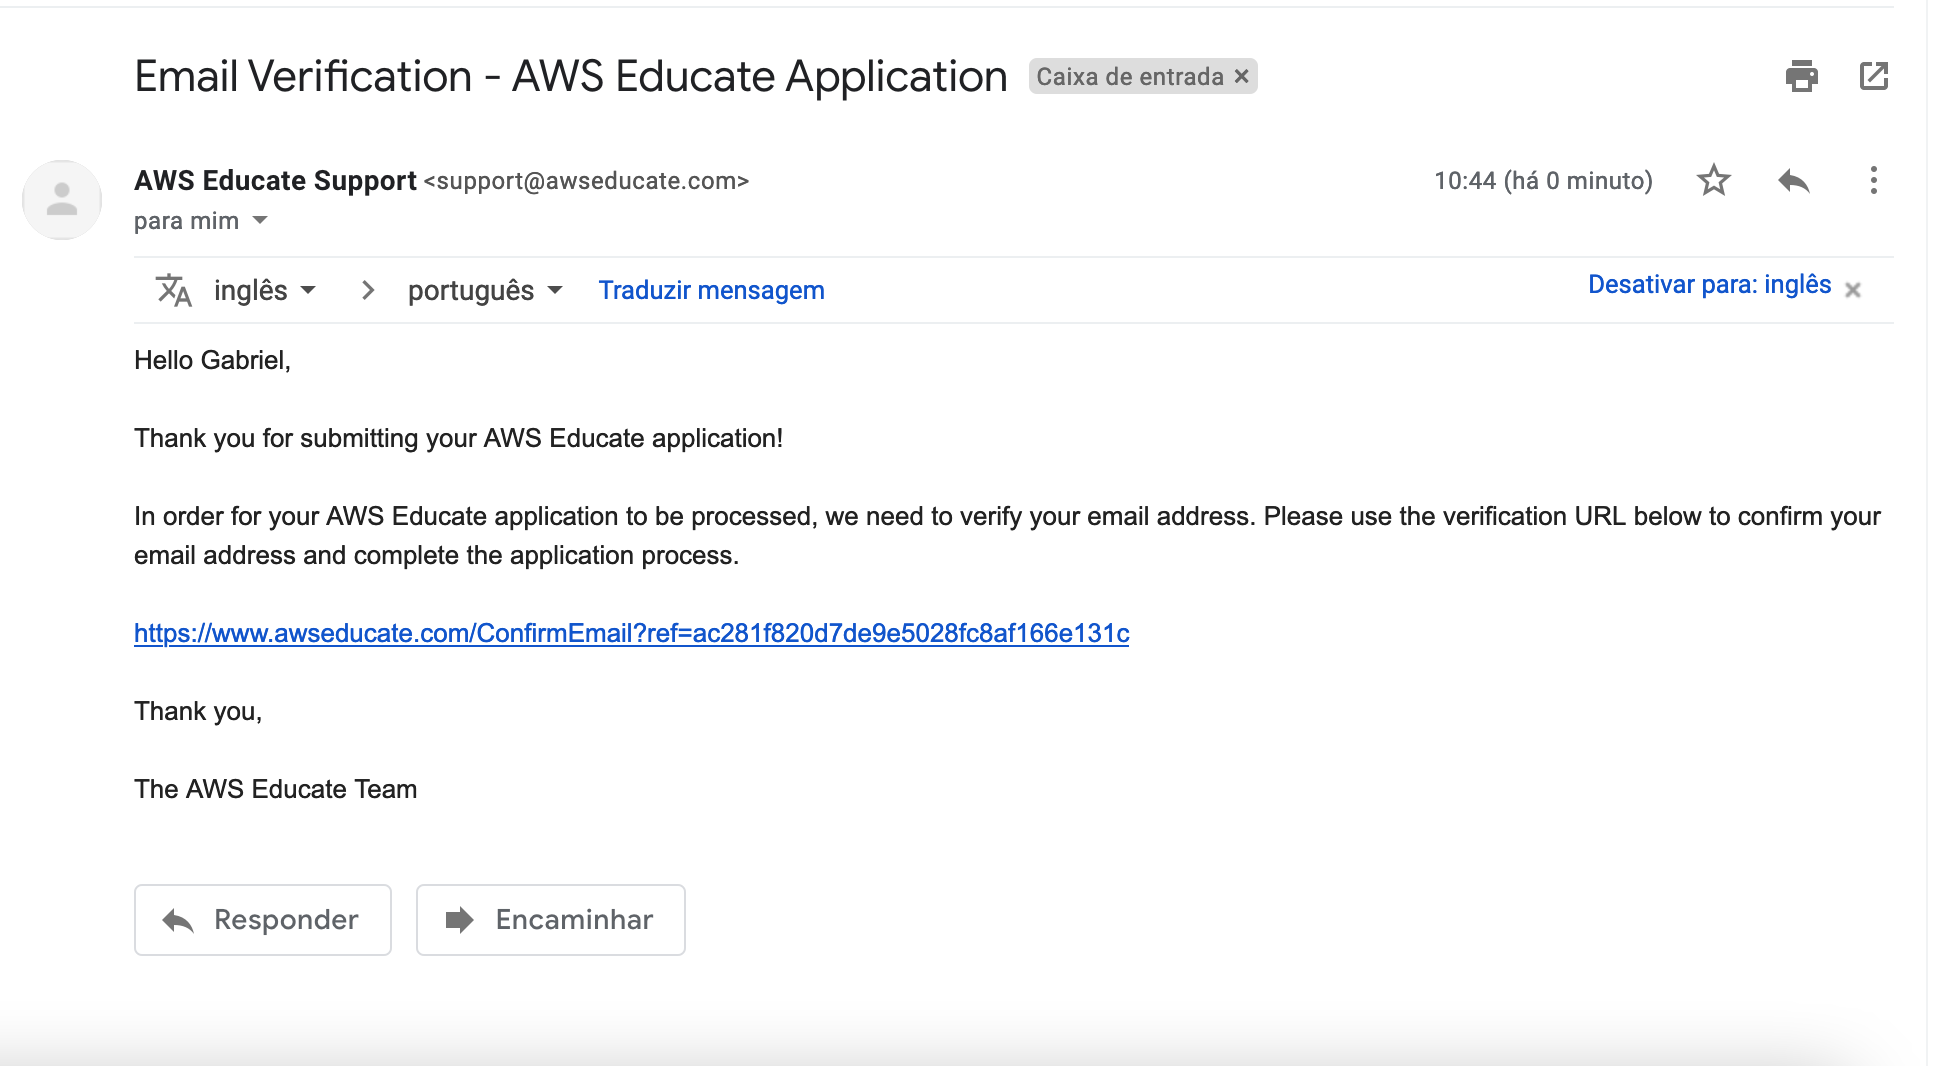 Email Verification - AWS Educate Application Caixa de entrada ×
AWS Educate Support <support@awseducate.com> 10:44 (há 0 minuto)
para mim
inglês > português Traduzir mensagem Desativar para: inglês ×
Hello Gabriel,
Thank you for submitting your AWS Educate application!
In order for your AWS Educate application to be processed, we need to verify your email address. Please use the verification URL below to confirm your
email address and complete the application process.
https://www.awseducate.com/ConfirmEmail?ref=ac281f820d7de9e5028fc8af166e131c
Thank you,
The AWS Educate Team
Responder Encaminhar